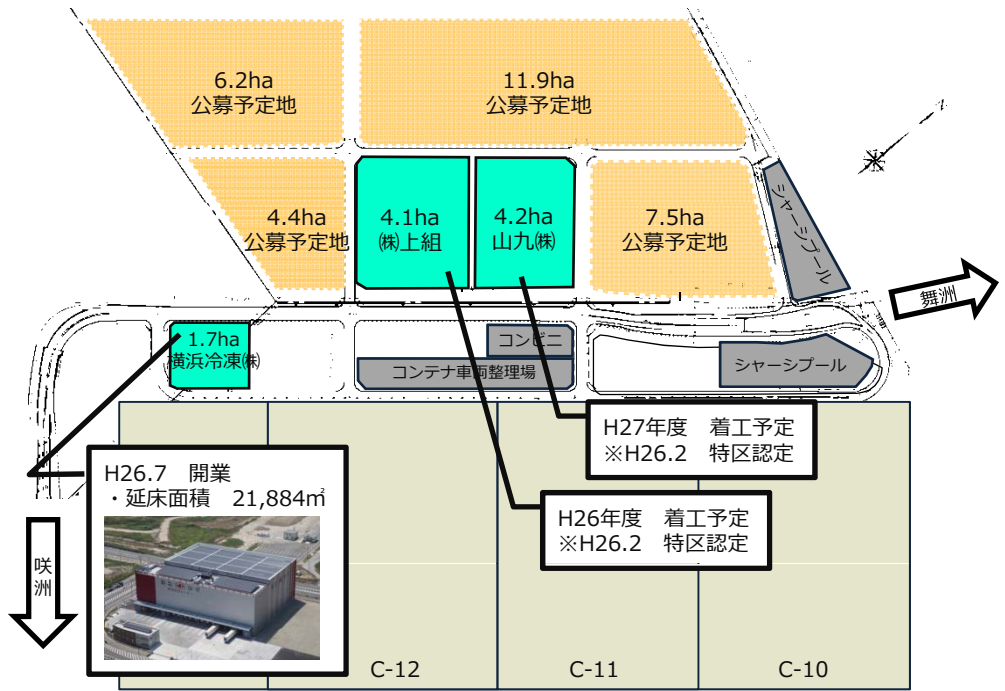 6.2ha
公募予定地
11.9ha
公募予定地
4.4ha
公募予定地
4.1ha
㈱上組
4.2ha
山九㈱
7.5ha
公募予定地
シャーシプール
舞洲
1.7ha
横浜冷凍㈱
コンビニ
コンテナ車両整理場
シャーシプール
H27年度　着工予定
※H26.2　特区認定
H26.7　開業
・延床面積　21,884㎡
H26年度　着工予定
※H26.2　特区認定
咲洲
C-12
C-11
C-10